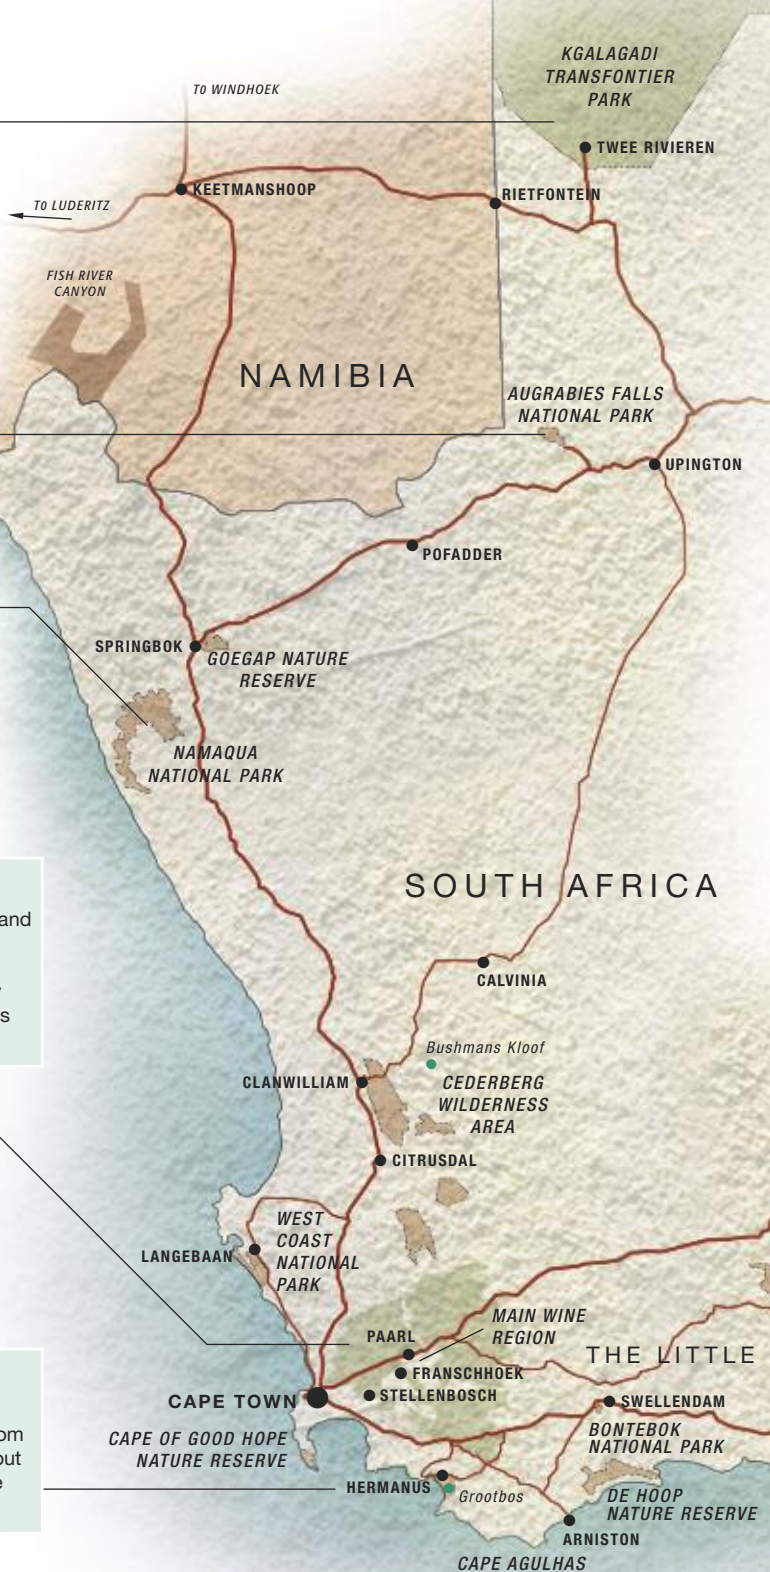 KGALAGADI
TRANSFONTIER
PARK
TO WINDHOEK
TWEE RIVIEREN
KEETMANSHOOP
RIETFONTEIN
TO LUDERITZ
FISH RIVER
CANYON
NAMIBIA
AUGRABIES FALLS
NATIONAL PARK
UPINGTON
POFADDER
SPRINGBOK
GOEGAP NATURE
RESERVE
NAMAQUA
NATIONAL PARK
SOUTH AFRICA
and
s
CALVINIA
Bushmans Kloof
CLANWILLIAM
CEDERBERG
WILDERNESS
AREA
CITRUSDAL
WEST
COAST
NATIONAL
PARK
LANGEBAAN
MAIN WINE
REGION
PAARL
THE LITTLE
FRANSCHHOEK
STELLENBOSCH
CAPE TOWN
SWELLENDAM
BONTEBOK
NATIONAL PARK
CAPE OF GOOD HOPE
NATURE RESERVE
om
out
e
HERMANUS
Grootbos
DE HOOP
NATURE RESERVE
ARNISTON
CAPE AGULHAS